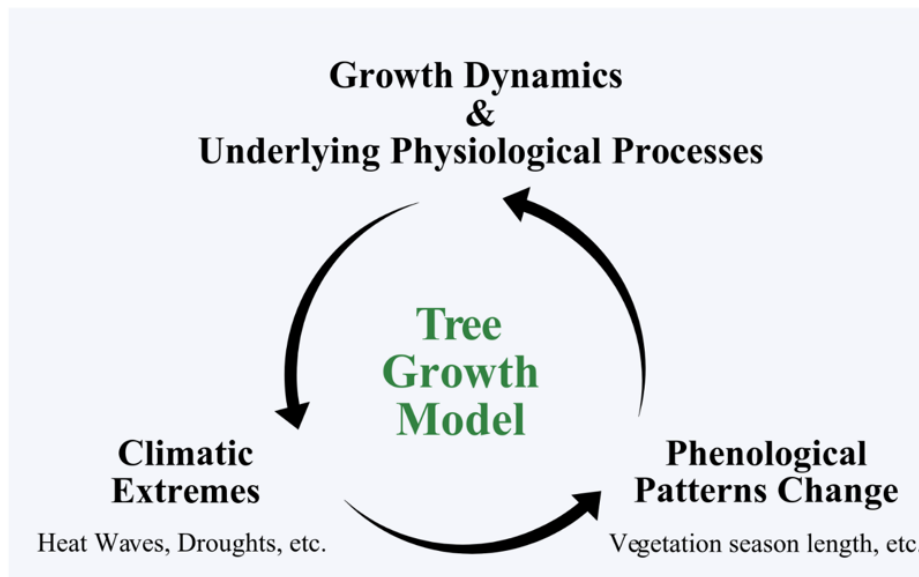 Growth Dynamics
&
Underlying Physiological Processes
Tree
Growth
Model
Climatic
Extremes
Heat Waves, Droughts, etc.
Phenological
Patterns Change
Vegetation season length, etc.